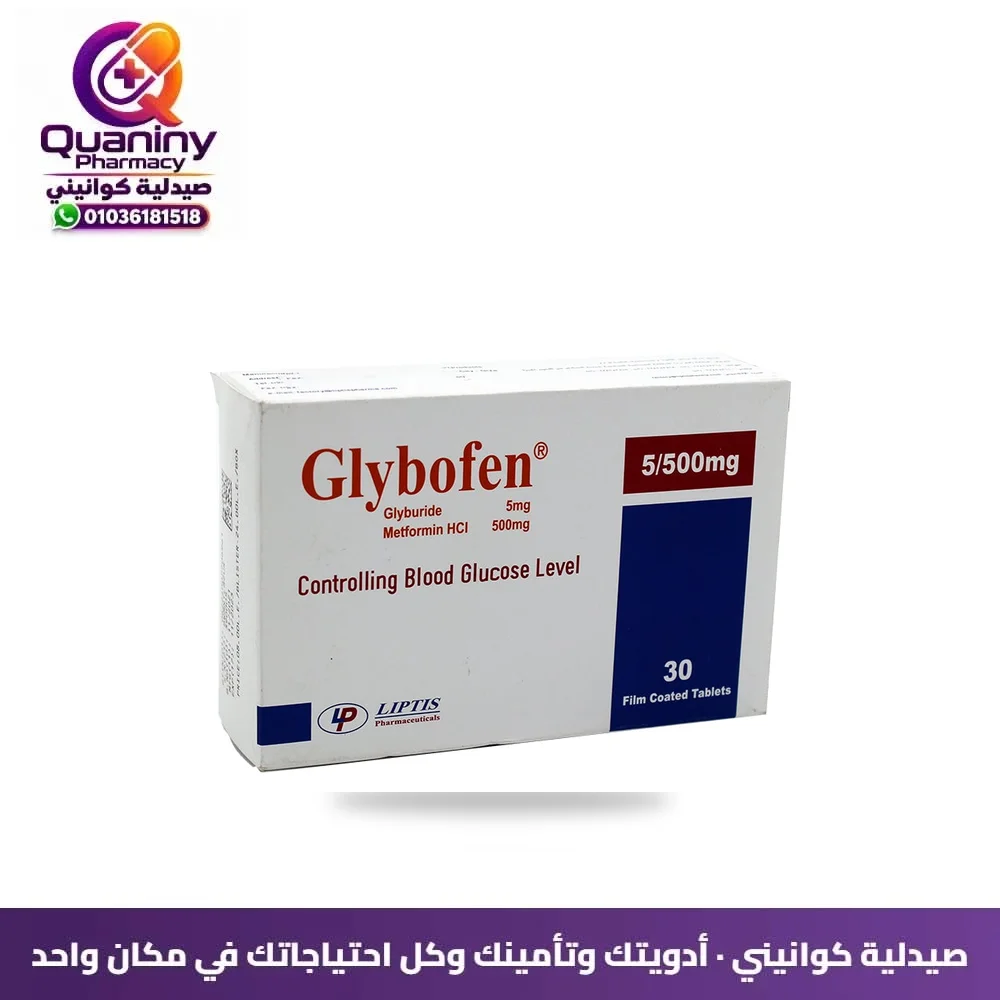 Quaniny
Pharmacy
صيدلية كوانيني
01036181518
Glybofen®
Glyburide 5mg
Metformin HCl 500mg
Controlling Blood Glucose Level
5/500mg
30
Film Coated Tablets
LP LIPTIS
Pharmaceuticals
صيدلية كوانيني · أدويتك وتأمينك وكل احتياجاتك في مكان واحد